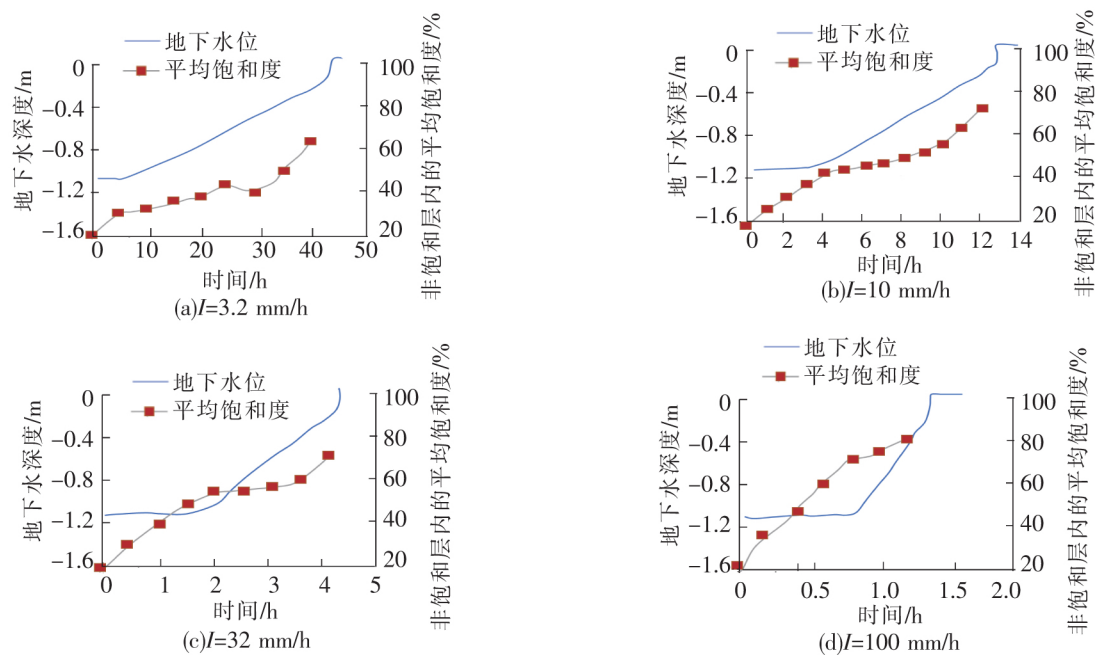 地下水位
平均饱和度
地下水深度/m
0
−0.4
−0.8
−1.2
−1.6
0 10 20 30 40 50
时间/h
100
80
60
40
20
非饱和层内的平均饱和度/%
(a)I=3.2 mm/h
地下水位
平均饱和度
地下水深度/m
0
−0.4
−0.8
−1.2
−1.6
0 2 4 6 8 10 12 14
时间/h
100
80
60
40
20
非饱和层内的平均饱和度/%
(b)I=10 mm/h
地下水位
平均饱和度
地下水深度/m
0
−0.4
−0.8
−1.2
−1.6
0 1 2 3 4 5
时间/h
100
80
60
40
20
非饱和层内的平均饱和度/%
(c)I=32 mm/h
地下水位
平均饱和度
地下水深度/m
0
−0.4
−0.8
−1.2
−1.6
0 0.5 1.0 1.5 2.0
时间/h
100
80
60
40
20
非饱和层内的平均饱和度/%
(d)I=100 mm/h